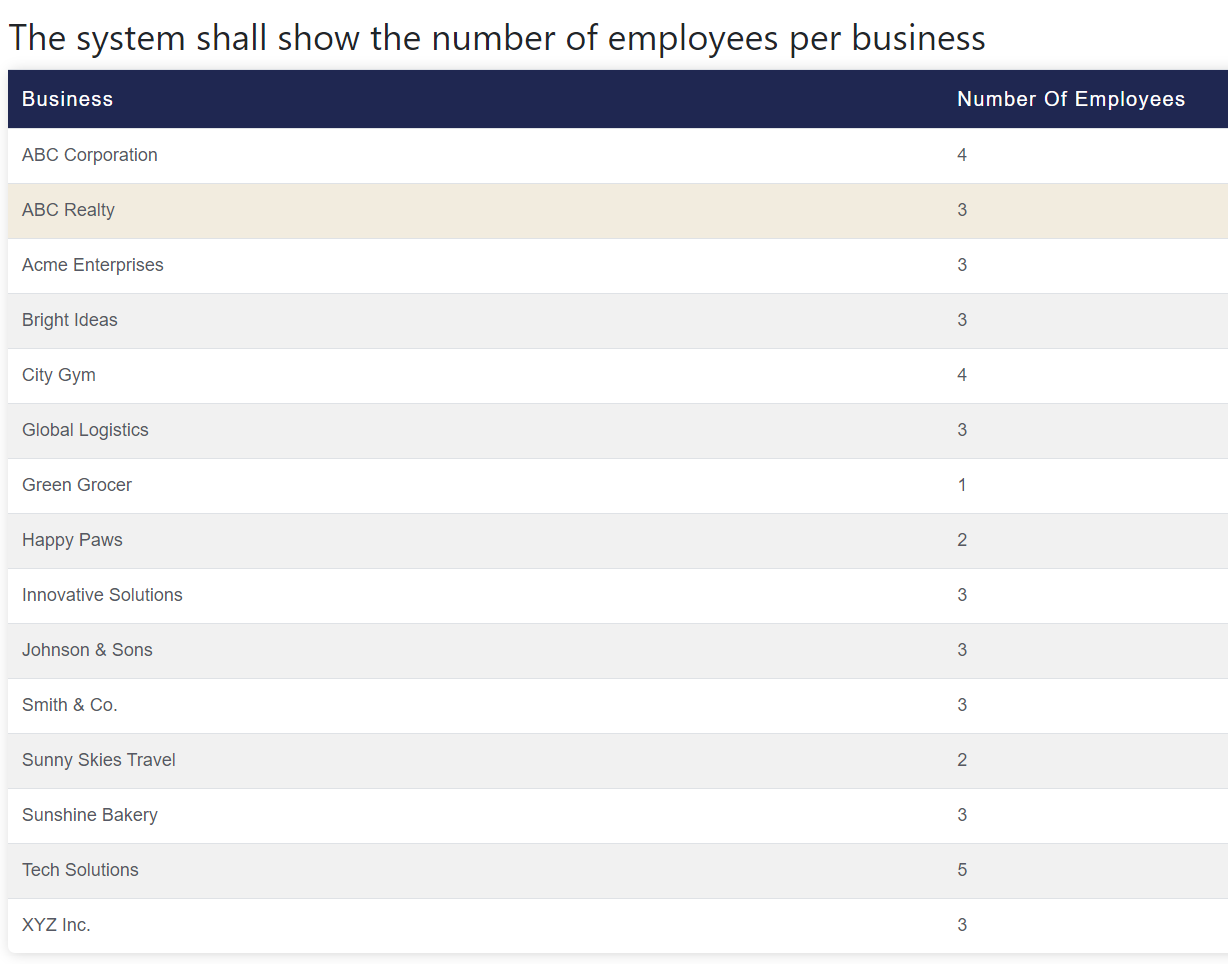 The system shall show the number of employees per business
Business Number Of Employees
ABC Corporation 4
ABC Realty 3
Acme Enterprises 3
Bright Ideas 3
City Gym 4
Global Logistics 3
Green Grocer 1
Happy Paws 2
Innovative Solutions 3
Johnson & Sons 3
Smith & Co. 3
Sunny Skies Travel 2
Sunshine Bakery 3
Tech Solutions 5
XYZ Inc. 3